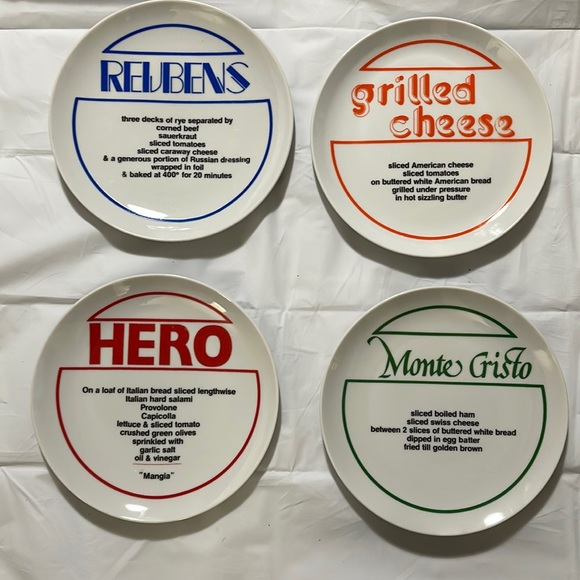 REUBENS
three decks of rye separated by
corned beef
sauerkraut
sliced tomatoes
sliced caraway cheese
& a generous portion of Russian dressing
wrapped in foil
& baked at 400° for 20 minutes
grilled
cheese
sliced American cheese
sliced tomatoes
on buttered white American bread
grilled under pressure
in hot sizzling butter
HERO
On a loaf of Italian bread sliced lengthwise
Italian hard salami
Provolone
Capicolla
lettuce & sliced tomato
crushed green olives
sprinkled with
garlic salt
oil & vinegar
"Mangia"
Monte Cristo
sliced boiled ham
sliced swiss cheese
between 2 slices of buttered white bread
dipped in egg batter
fried till golden brown